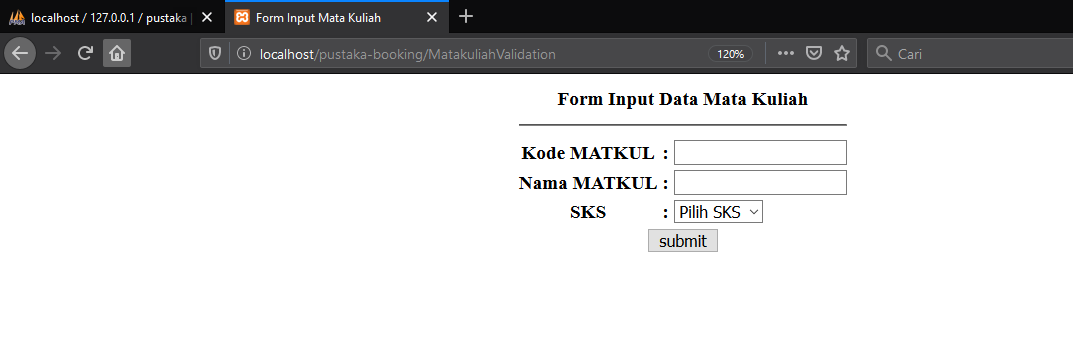 localhost / 127.0.0.1 / pustaka |
Form Input Mata Kuliah
localhost/pustaka-booking/MatakuliahValidation
120%
Cari
Form Input Data Mata Kuliah
Kode MATKUL :
Nama MATKUL :
SKS : Pilih SKS
submit